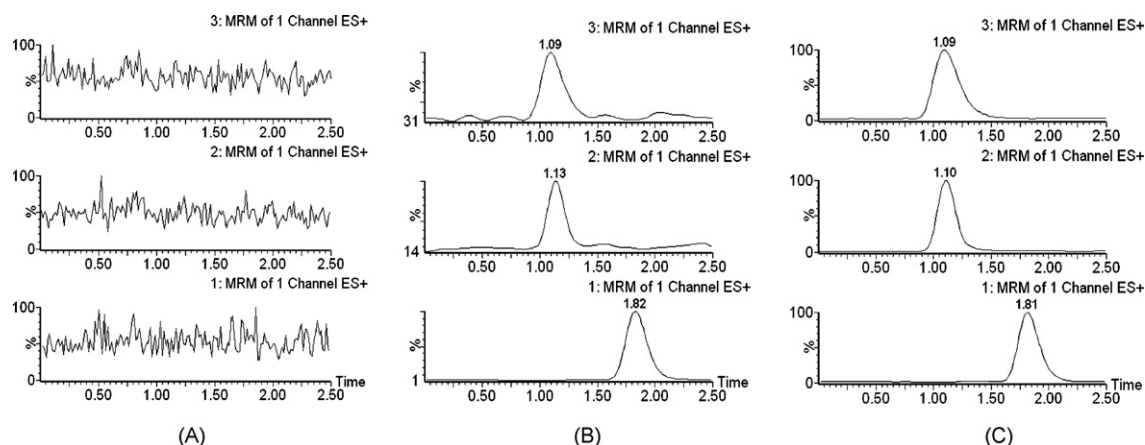 3: MRM of 1 Channel ES+
100
%
0
0.50 1.00 1.50 2.00 2.50
2: MRM of 1 Channel ES+
100
%
0
0.50 1.00 1.50 2.00 2.50
1: MRM of 1 Channel ES+
100
%
0
Time
0.50 1.00 1.50 2.00 2.50
(A)
3: MRM of 1 Channel ES+
1.09
%
31
0.50 1.00 1.50 2.00 2.50
2: MRM of 1 Channel ES+
1.13
%
14
0.50 1.00 1.50 2.00 2.50
1: MRM of 1 Channel ES+
1.82
%
1
Time
0.50 1.00 1.50 2.00 2.50
(B)
3: MRM of 1 Channel ES+
1.09
100
%
0
0.50 1.00 1.50 2.00 2.50
2: MRM of 1 Channel ES+
1.10
100
%
0
0.50 1.00 1.50 2.00 2.50
1: MRM of 1 Channel ES+
1.81
100
%
0
Time
0.50 1.00 1.50 2.00 2.50
(C)